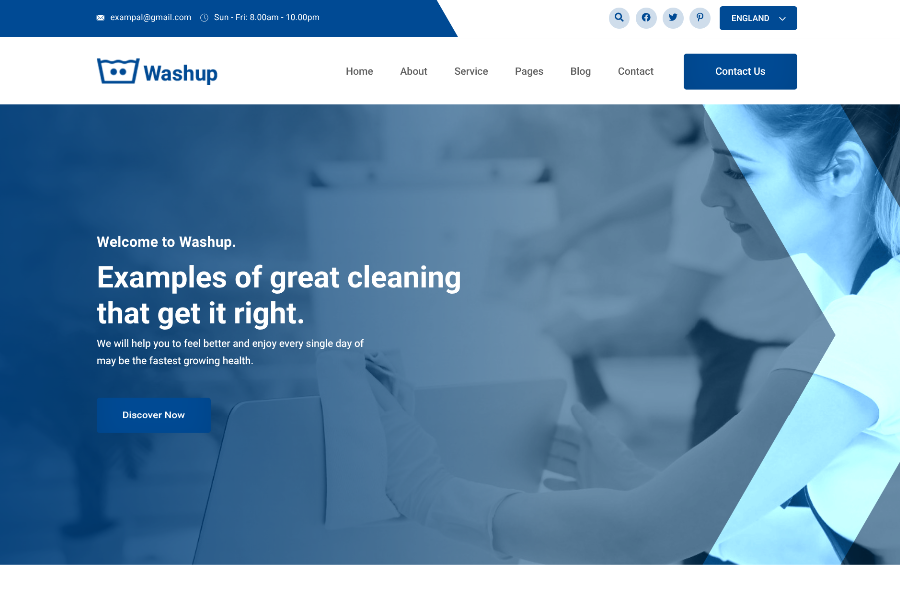 exampal@gmail.com Sun - Fri: 8.00am - 10.00pm
ENGLAND
Washup
Home About Service Pages Blog Contact
Contact Us
Welcome to Washup.
Examples of great cleaning
that get it right.
We will help you to feel better and enjoy every single day of
may be the fastest growing health.
Discover Now